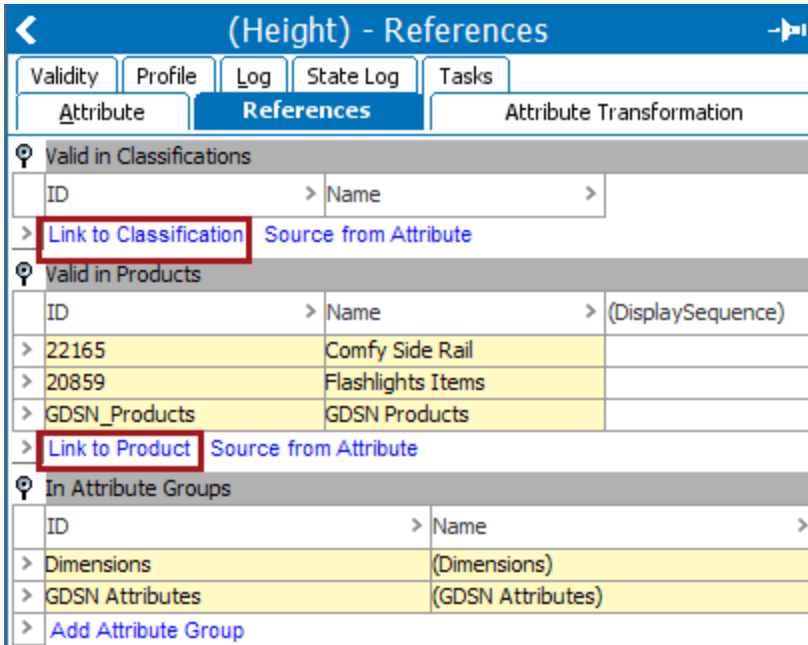 (Height) - References
Validity Profile Log State Log Tasks
Attribute References Attribute Transformation
Valid in Classifications
ID > Name >
> Link to Classification Source from Attribute
Valid in Products
ID > Name > (DisplaySequence)
> 22165 Comfy Side Rail
> 20859 Flashlights Items
> GDSN_Products GDSN Products
> Link to Product Source from Attribute
In Attribute Groups
ID > Name >
> Dimensions (Dimensions)
> GDSN Attributes (GDSN Attributes)
> Add Attribute Group